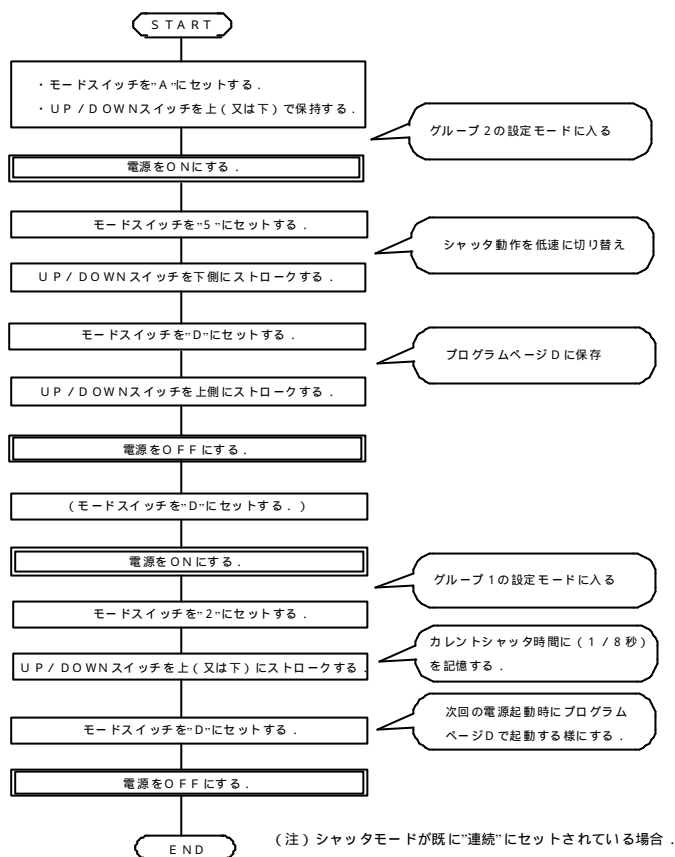 START
・モードスイッチを"A"にセットする．
・UP/DOWNスイッチを上(又は下)で保持する．
グループ2の設定モードに入る
電源をONにする．
モードスイッチを"5"にセットする．
シャッタ動作を低速に切り替え
UP/DOWNスイッチを下側にストロークする．
モードスイッチを"D"にセットする．
プログラムページDに保存
UP/DOWNスイッチを上側にストロークする．
電源をOFFにする．
(モードスイッチを"D"にセットする．)
電源をONにする．
グループ1の設定モードに入る
モードスイッチを"2"にセットする．
カレントシャッタ時間に(1/8秒)
を記憶する．
UP/DOWNスイッチを上(又は下)にストロークする．
次回の電源起動時にプログラム
ページDで起動する様にする．
モードスイッチを"D"にセットする．
電源をOFFにする．
END
(注)シャッタモードが既に"連続"にセットされている場合．